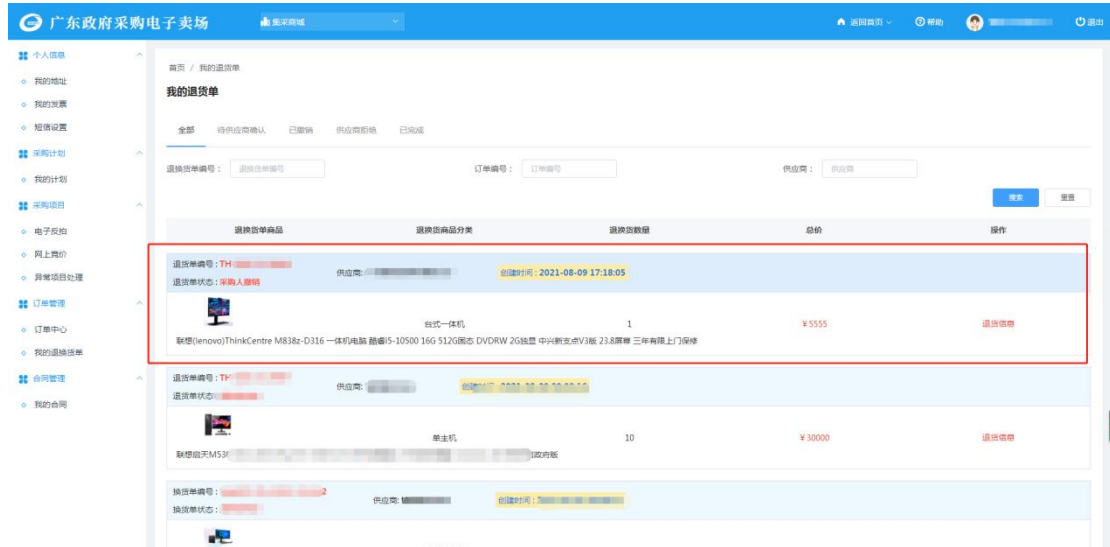 广东政府采购电子卖场
集采商城
返回首页
帮助
退出
个人信息
我的地址
我的发票
短信设置
采购计划
我的计划
采购项目
电子反拍
网上竞价
异常项目处理
订单管理
订单中心
我的退换货单
合同管理
我的合同
首页 / 我的退货单
我的退货单
全部 待供应商确认 已撤销 供应商拒绝 已完成
退换货单编号： 退换货单编号 订单编号： 订单编号 供应商： 供应商
搜索 重置
退换货单商品 退换货商品分类 退换货数量 总价 操作
退货单编号：TH
供应商: 创建时间：2021-08-09 17:18:05
退货单状态：采购人撤销
台式一体机 1 ¥ 5555 退货信息
联想(lenovo)ThinkCentre M838z-D316 一体机电脑 酷睿i5-10500 16G 512G固态 DVDRW 2G独显 中兴新支点V3版 23.8屏幕 三年有限上门保修
退货单编号：TH
供应商:
退货单状态
单主机 10 ¥ 30000 退货信息
联想启天M53 政府版
换货单编号： 2
供应商: 创建时间：
换货单状态：